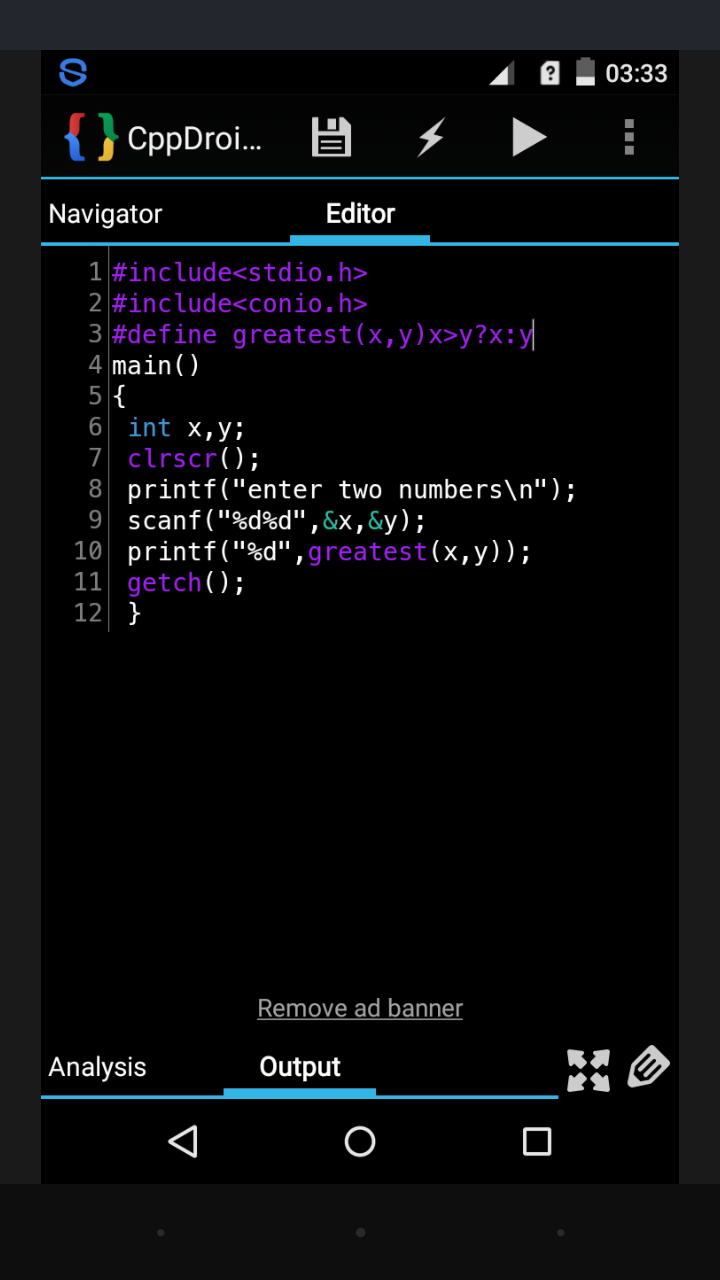 03:33
CppDroi...
Navigator Editor
1 #include<stdio.h>
2 #include<conio.h>
3 #define greatest(x,y)x>y?x:y
4 main()
5 {
6 int x,y;
7 clrscr();
8 printf("enter two numbers\n");
9 scanf("%d%d",&x,&y);
10 printf("%d",greatest(x,y));
11 getch();
12 }
Remove ad banner
Analysis Output